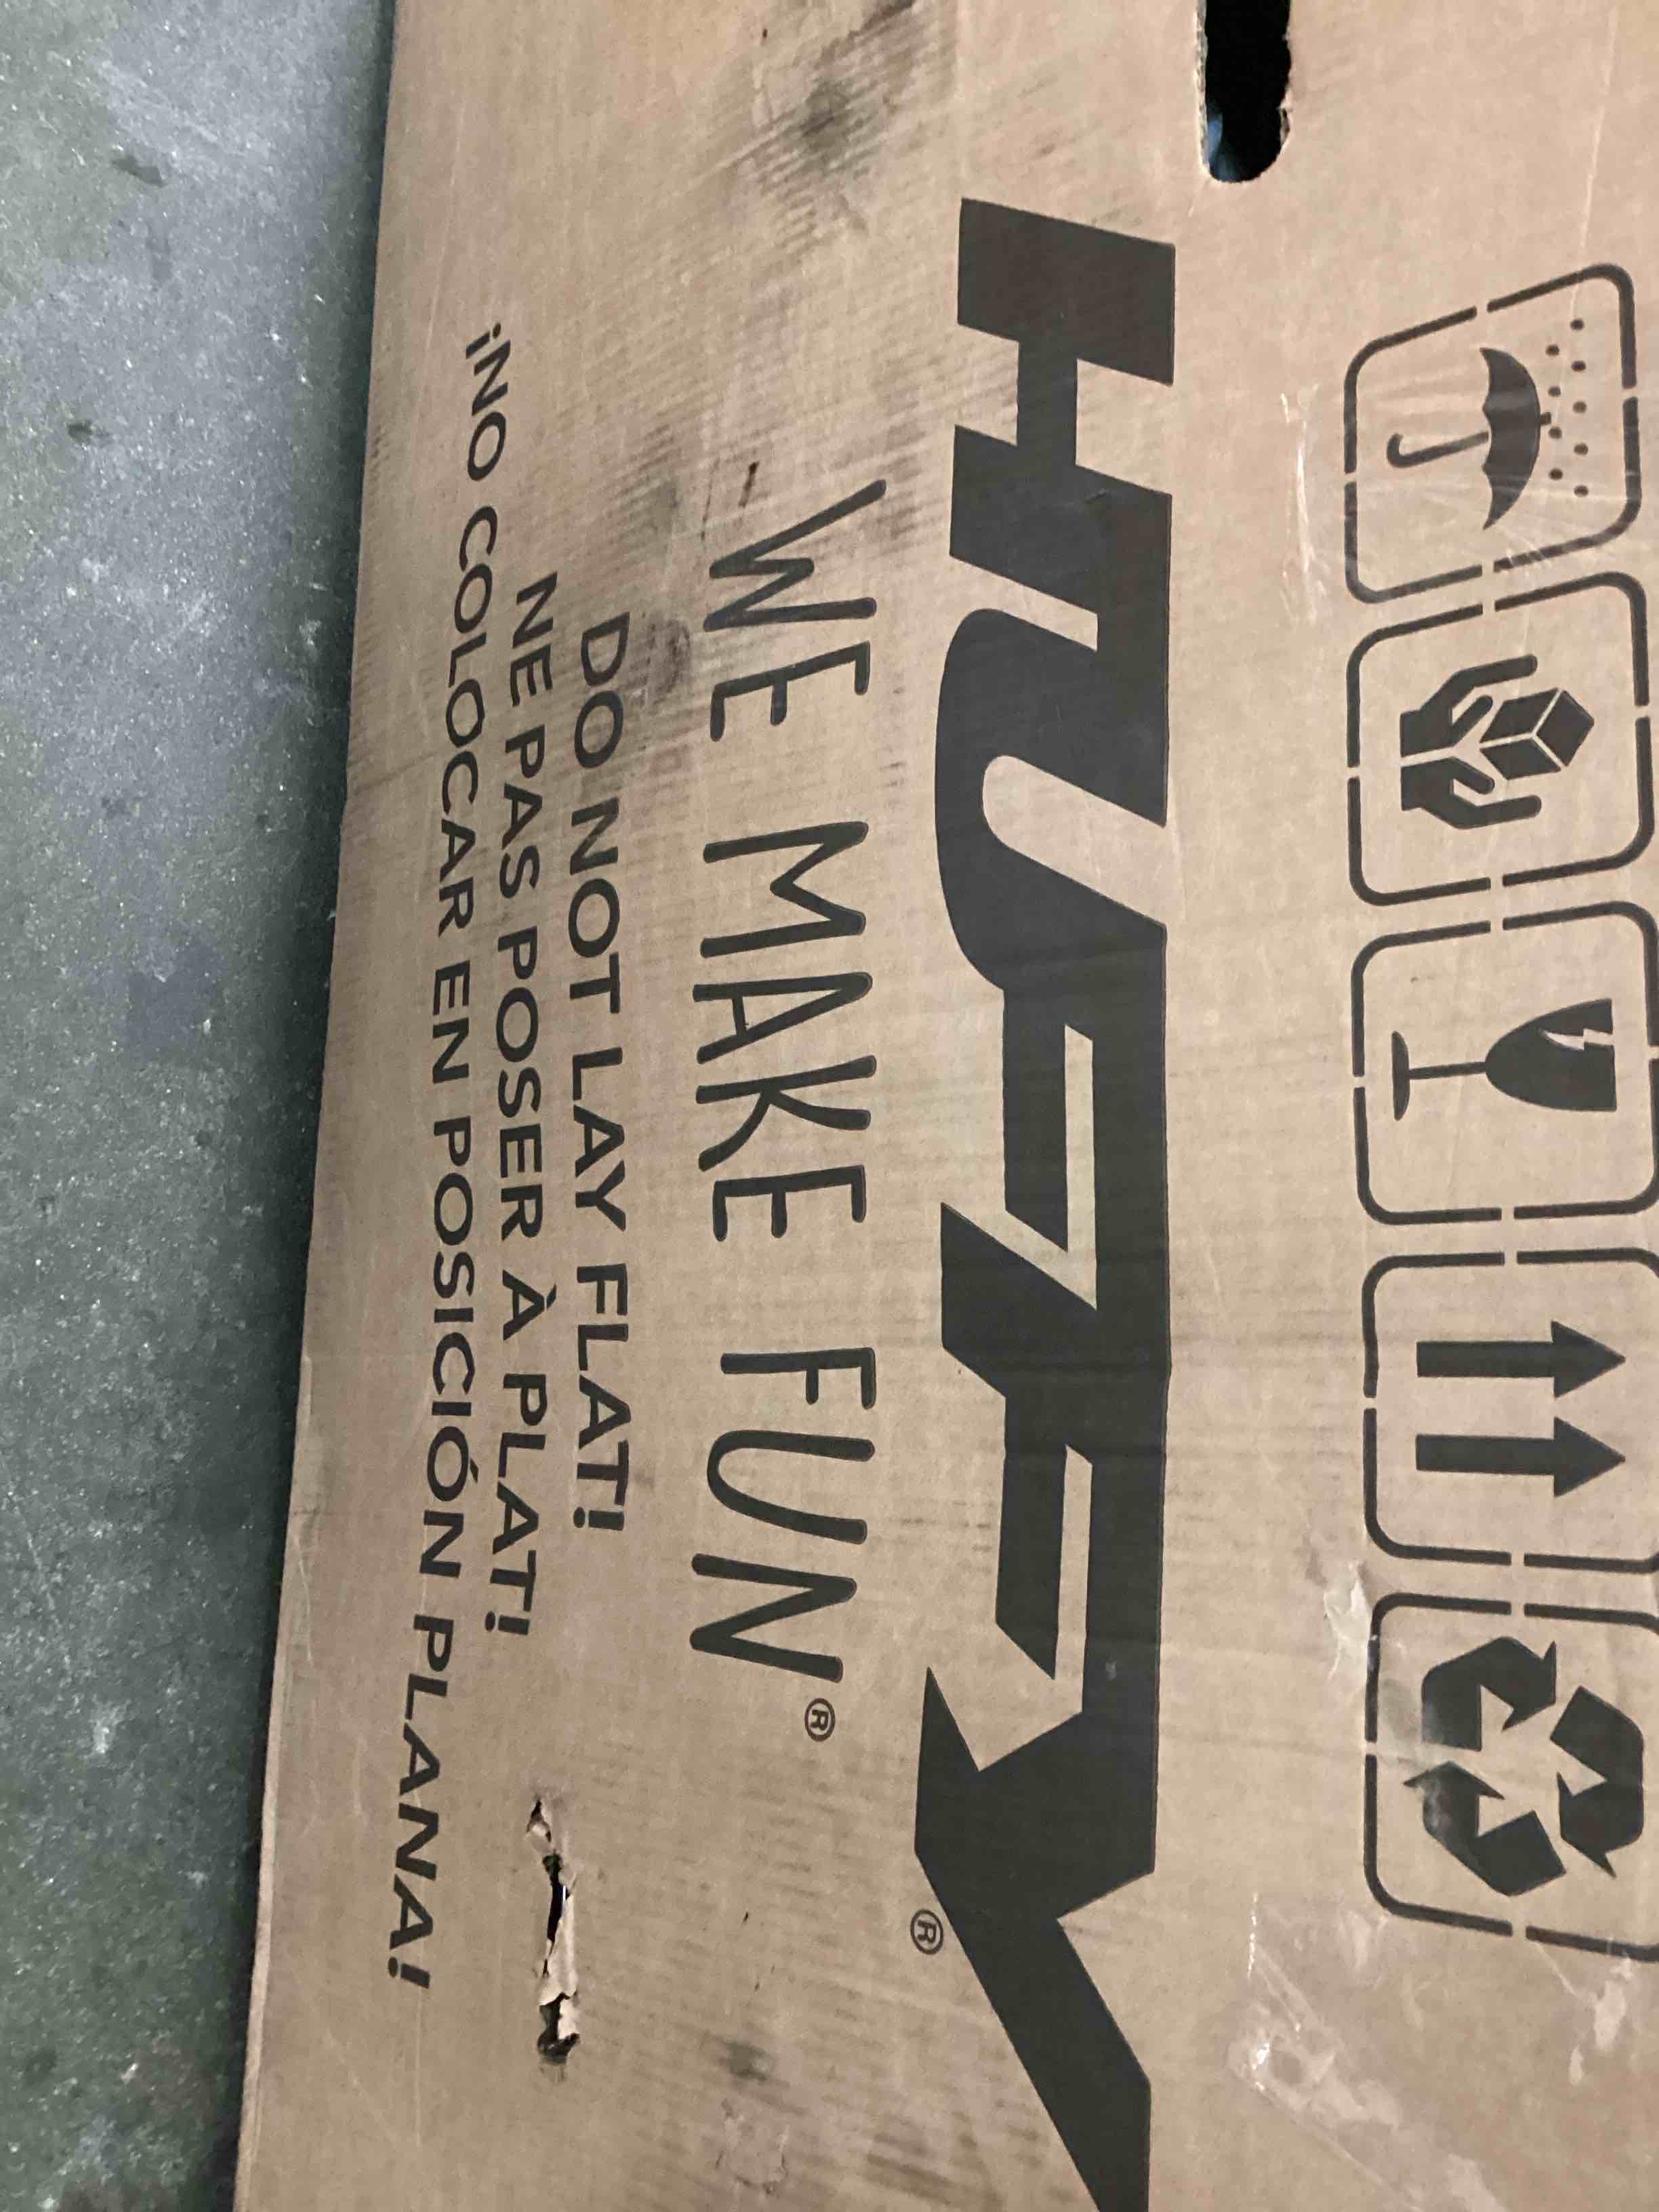 HUFFY®
WE MAKE FUN®
DO NOT LAY FLAT!
NE PAS POSER À PLAT!
¡NO COLOCAR EN POSICIÓN PLANA!